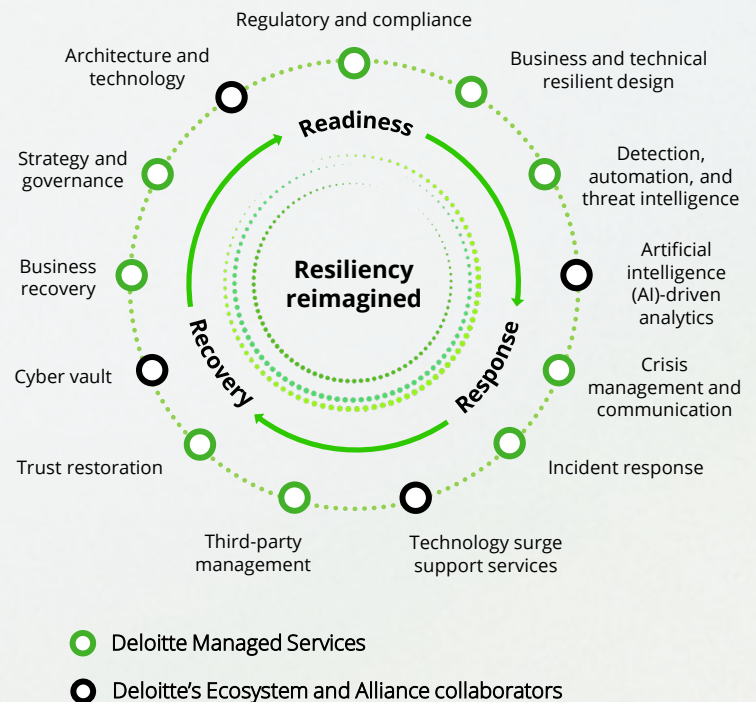 Regulatory and compliance
Architecture and
technology
Business and technical
resilient design
Readiness
Strategy and
governance
Detection,
automation, and
threat intelligence
Resiliency
reimagined
Business
recovery
Artificial
intelligence
(AI)-driven
analytics
Recovery
Response
Cyber vault
Crisis
management and
communication
Trust restoration
Incident response
Third-party
management
Technology surge
support services
Deloitte Managed Services
Deloitte's Ecosystem and Alliance collaborators